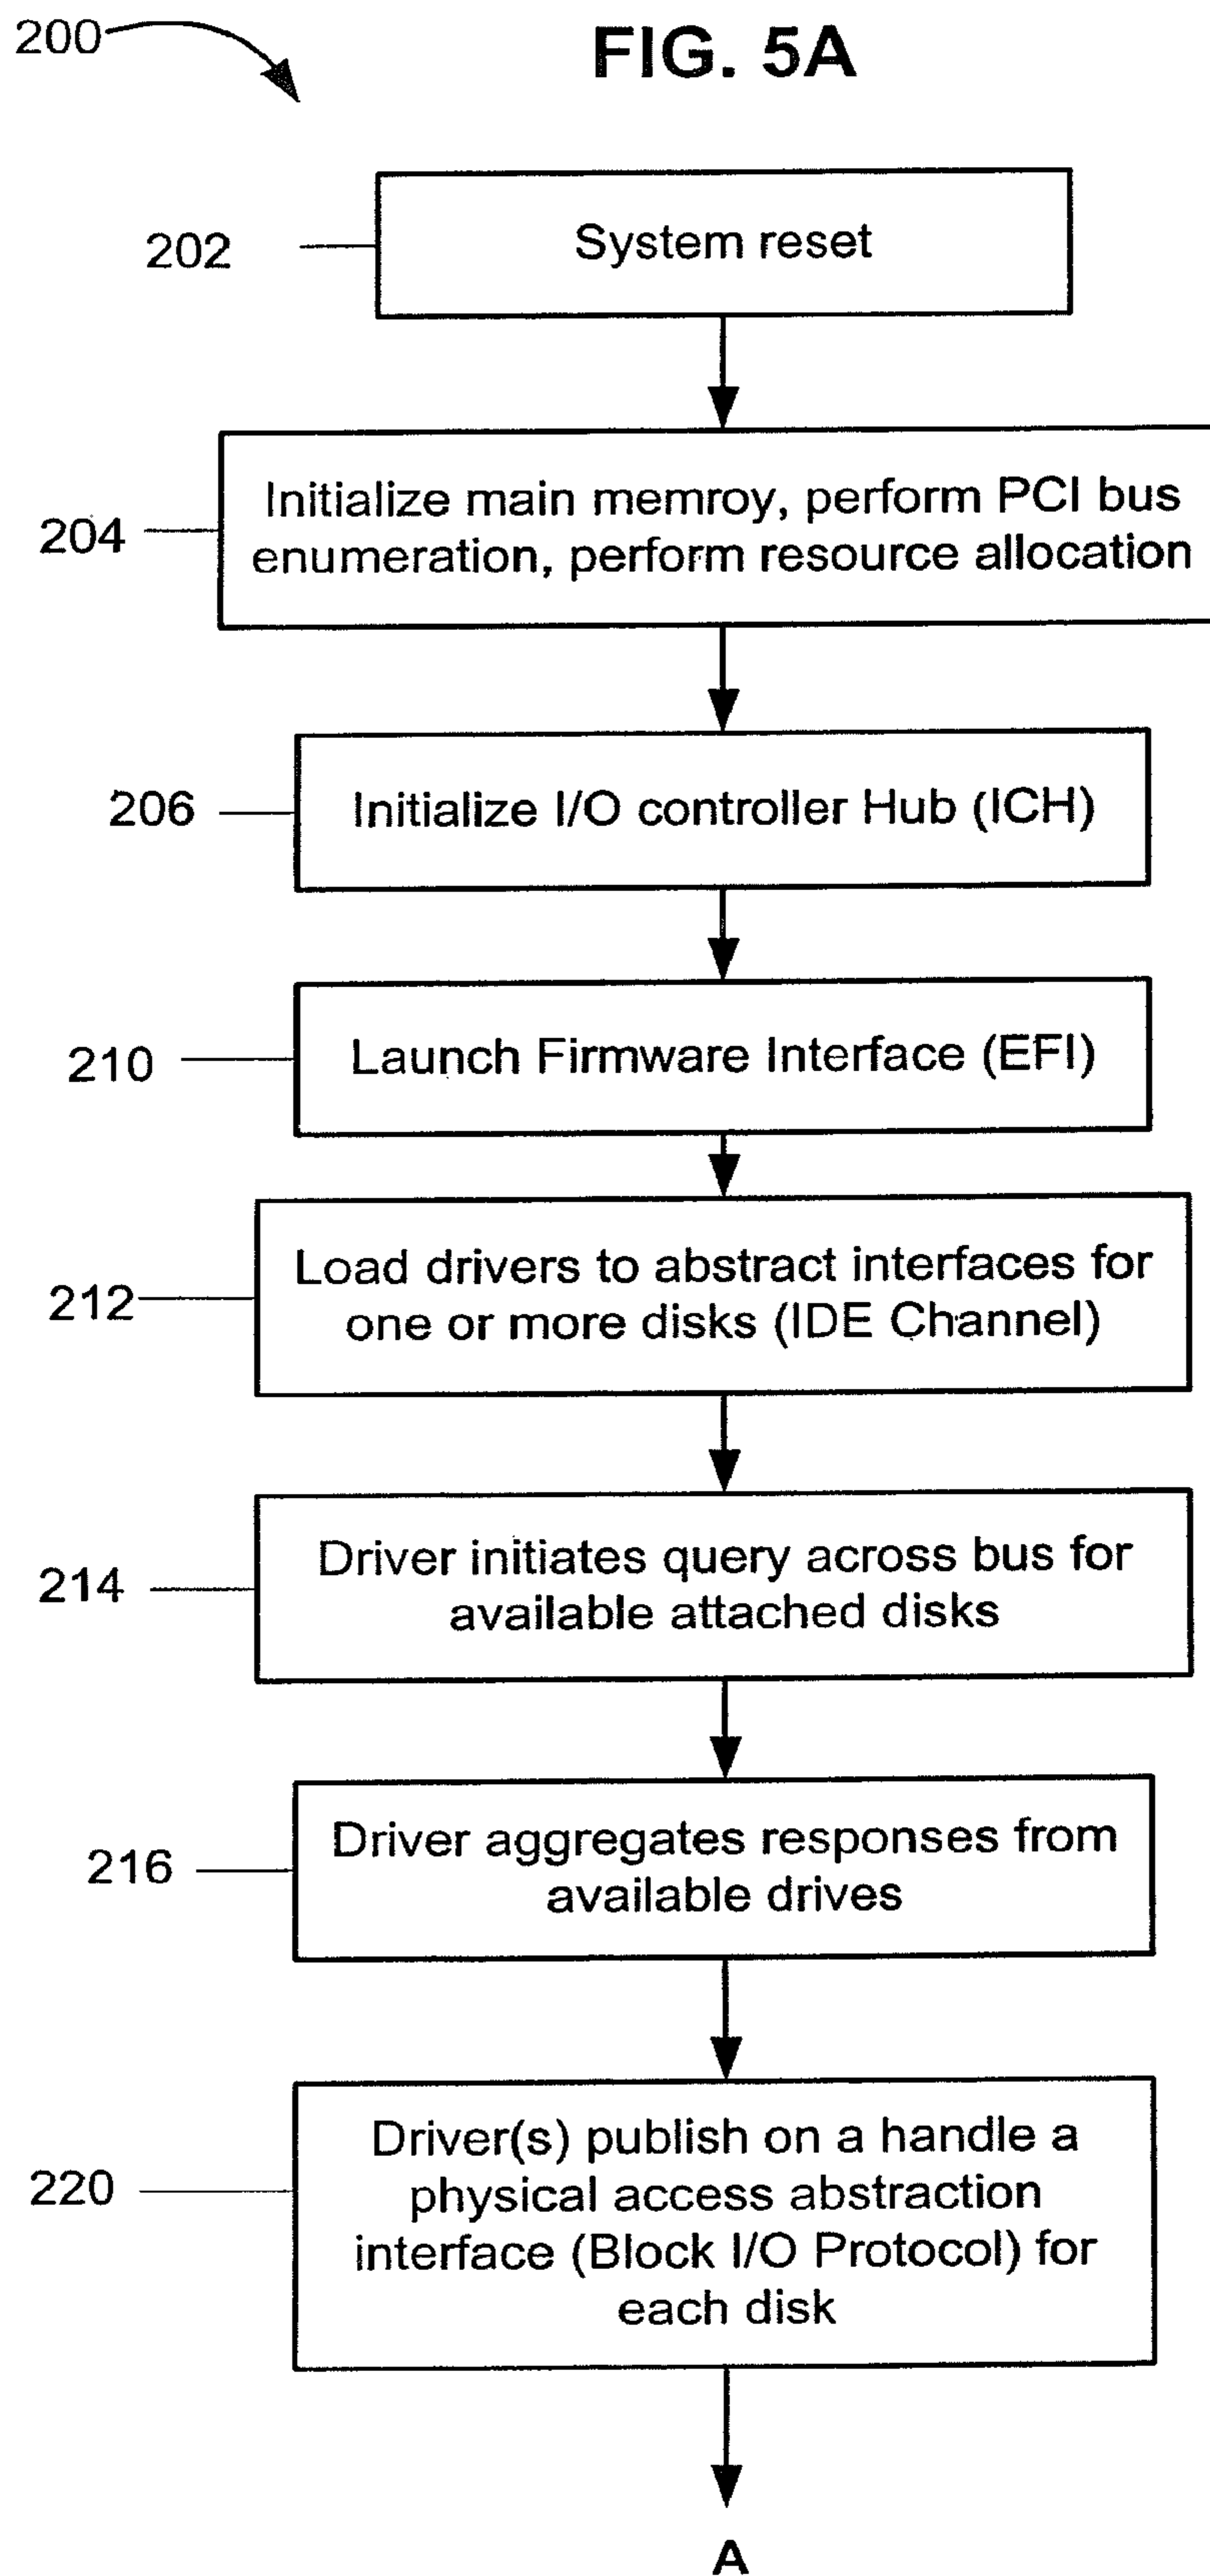 200
FIG. 5A
202
System reset
204
Initialize main memroy, perform PCI bus
enumeration, perform resource allocation
206
Initialize I/O controller Hub (ICH)
210
Launch Firmware Interface (EFI)
212
Load drivers to abstract interfaces for
one or more disks (IDE Channel)
214
Driver initiates query across bus for
available attached disks
216
Driver aggregates responses from
available drives
220
Driver(s) publish on a handle a
physical access abstraction
interface (Block I/O Protocol) for
each disk
A